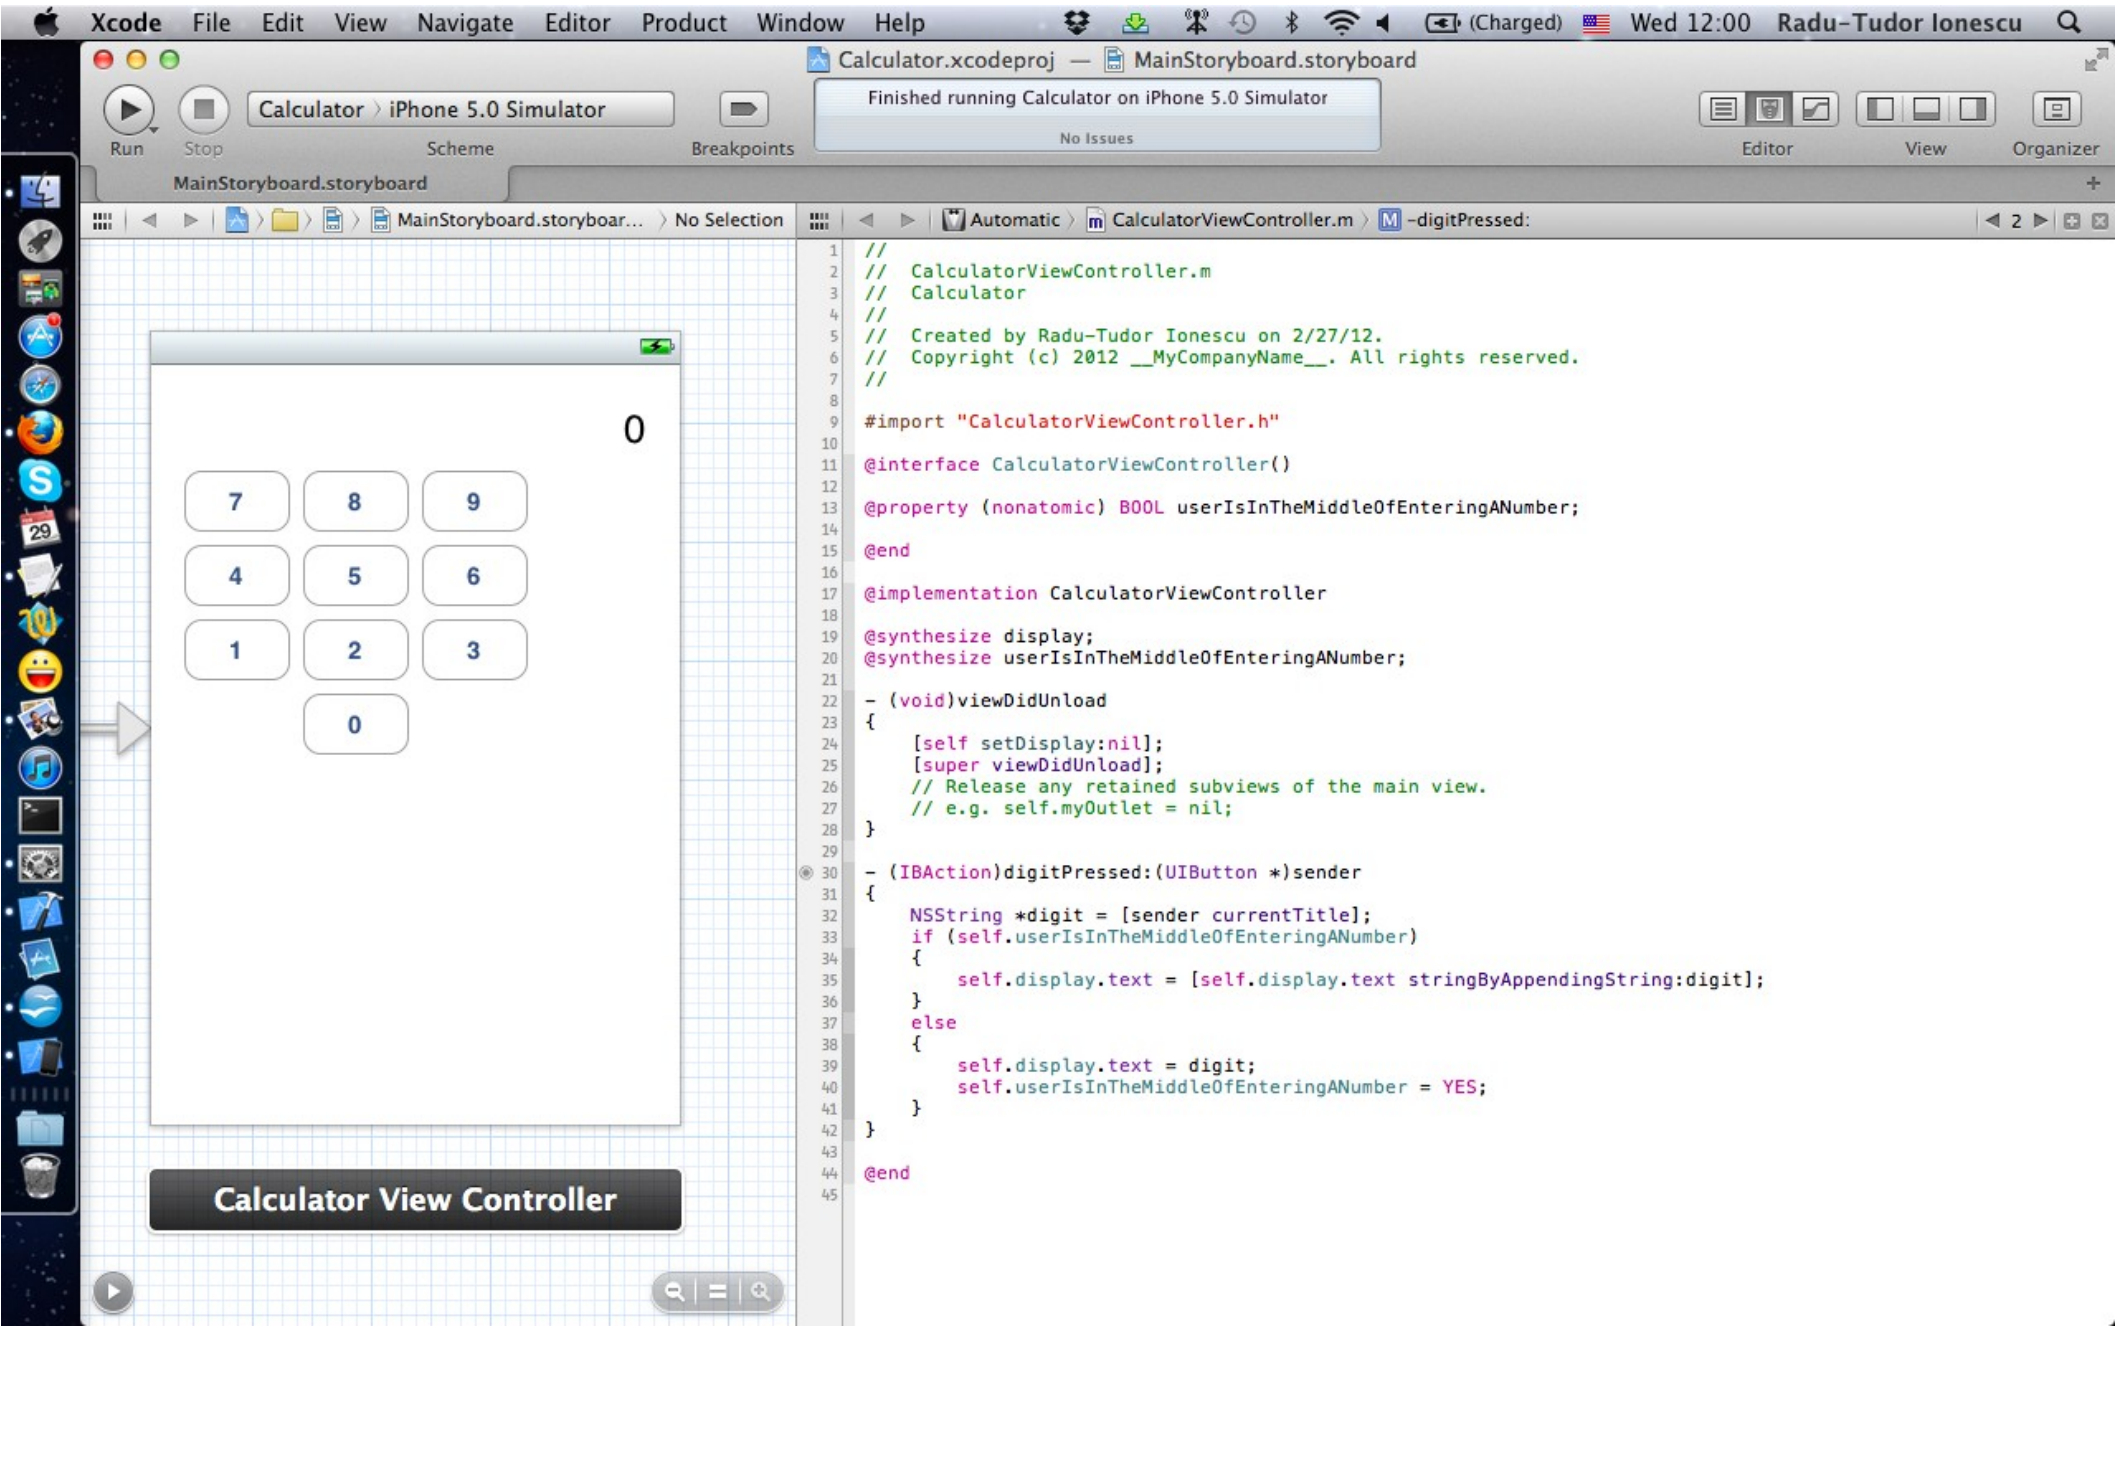 Xcode File Edit View Navigate Editor Product Window Help (Charged) Wed 12:00 Radu-Tudor Ionescu
Calculator.xcodeproj — MainStoryboard.storyboard
Calculator 〉 iPhone 5.0 Simulator
Finished running Calculator on iPhone 5.0 Simulator
No Issues
Run Stop Scheme Breakpoints Editor View Organizer
MainStoryboard.storyboard
MainStoryboard.storyboar... 〉 No Selection
Automatic 〉 m CalculatorViewController.m 〉 M -digitPressed: 2
29
0
7 8 9
4 5 6
1 2 3
0
Calculator View Controller
1 //
2 //  CalculatorViewController.m
3 //  Calculator
4 //
5 //  Created by Radu-Tudor Ionescu on 2/27/12.
6 //  Copyright (c) 2012 __MyCompanyName__. All rights reserved.
7 //
8
9 #import "CalculatorViewController.h"
10
11 @interface CalculatorViewController()
12
13 @property (nonatomic) BOOL userIsInTheMiddleOfEnteringANumber;
14
15 @end
16
17 @implementation CalculatorViewController
18
19 @synthesize display;
20 @synthesize userIsInTheMiddleOfEnteringANumber;
21
22 - (void)viewDidUnload
23 {
24     [self setDisplay:nil];
25     [super viewDidUnload];
26     // Release any retained subviews of the main view.
27     // e.g. self.myOutlet = nil;
28 }
29
30 - (IBAction)digitPressed:(UIButton *)sender
31 {
32     NSString *digit = [sender currentTitle];
33     if (self.userIsInTheMiddleOfEnteringANumber)
34     {
35         self.display.text = [self.display.text stringByAppendingString:digit];
36     }
37     else
38     {
39         self.display.text = digit;
40         self.userIsInTheMiddleOfEnteringANumber = YES;
41     }
42 }
43
44 @end
45